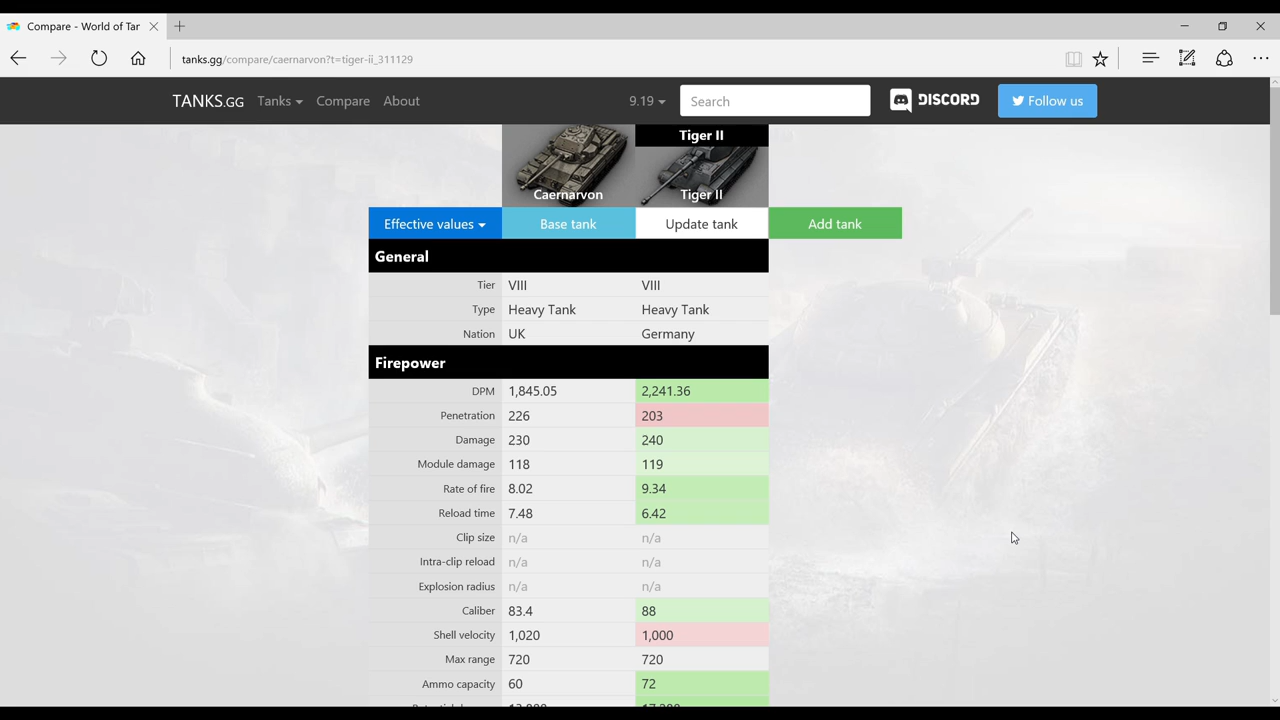 Compare - World of Tar
tanks.gg/compare/caernarvon?t=tiger-ii_311129
TANKS.GG Tanks Compare About 9.19 Search DISCORD Follow us
Tiger II
Caernarvon Tiger II
Effective values Base tank Update tank Add tank
General
Tier VIII VIII
Type Heavy Tank Heavy Tank
Nation UK Germany
Firepower
DPM 1,845.05 2,241.36
Penetration 226 203
Damage 230 240
Module damage 118 119
Rate of fire 8.02 9.34
Reload time 7.48 6.42
Clip size n/a n/a
Intra-clip reload n/a n/a
Explosion radius n/a n/a
Caliber 83.4 88
Shell velocity 1,020 1,000
Max range 720 720
Ammo capacity 60 72